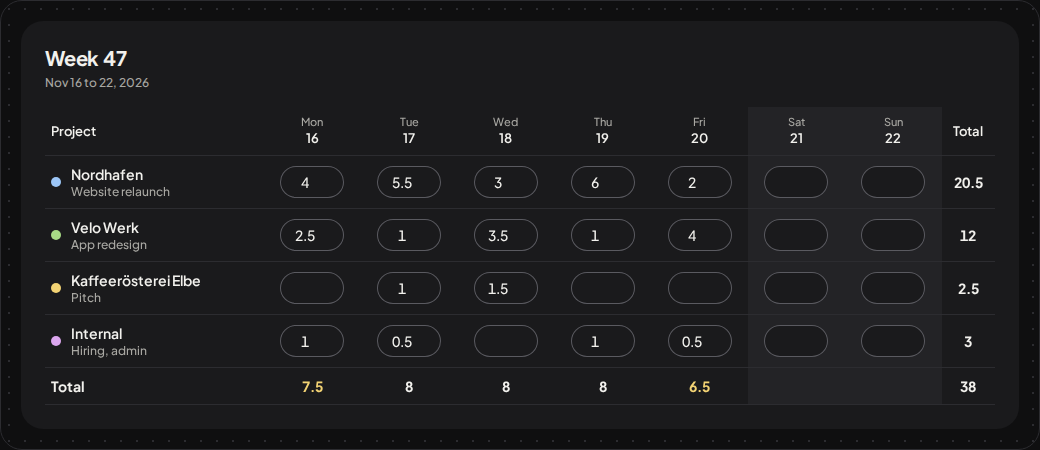 Week 47
Nov 16 to 22, 2026
Project Mon 16 Tue 17 Wed 18 Thu 19 Fri 20 Sat 21 Sun 22 Total
Nordhafen 4 5.5 3 6 2 20.5
Website relaunch
Velo Werk 2.5 1 3.5 1 4 12
App redesign
Kaffeerösterei Elbe 1 1.5 2.5
Pitch
Internal 1 0.5 1 0.5 3
Hiring, admin
Total 7.5 8 8 8 6.5 38